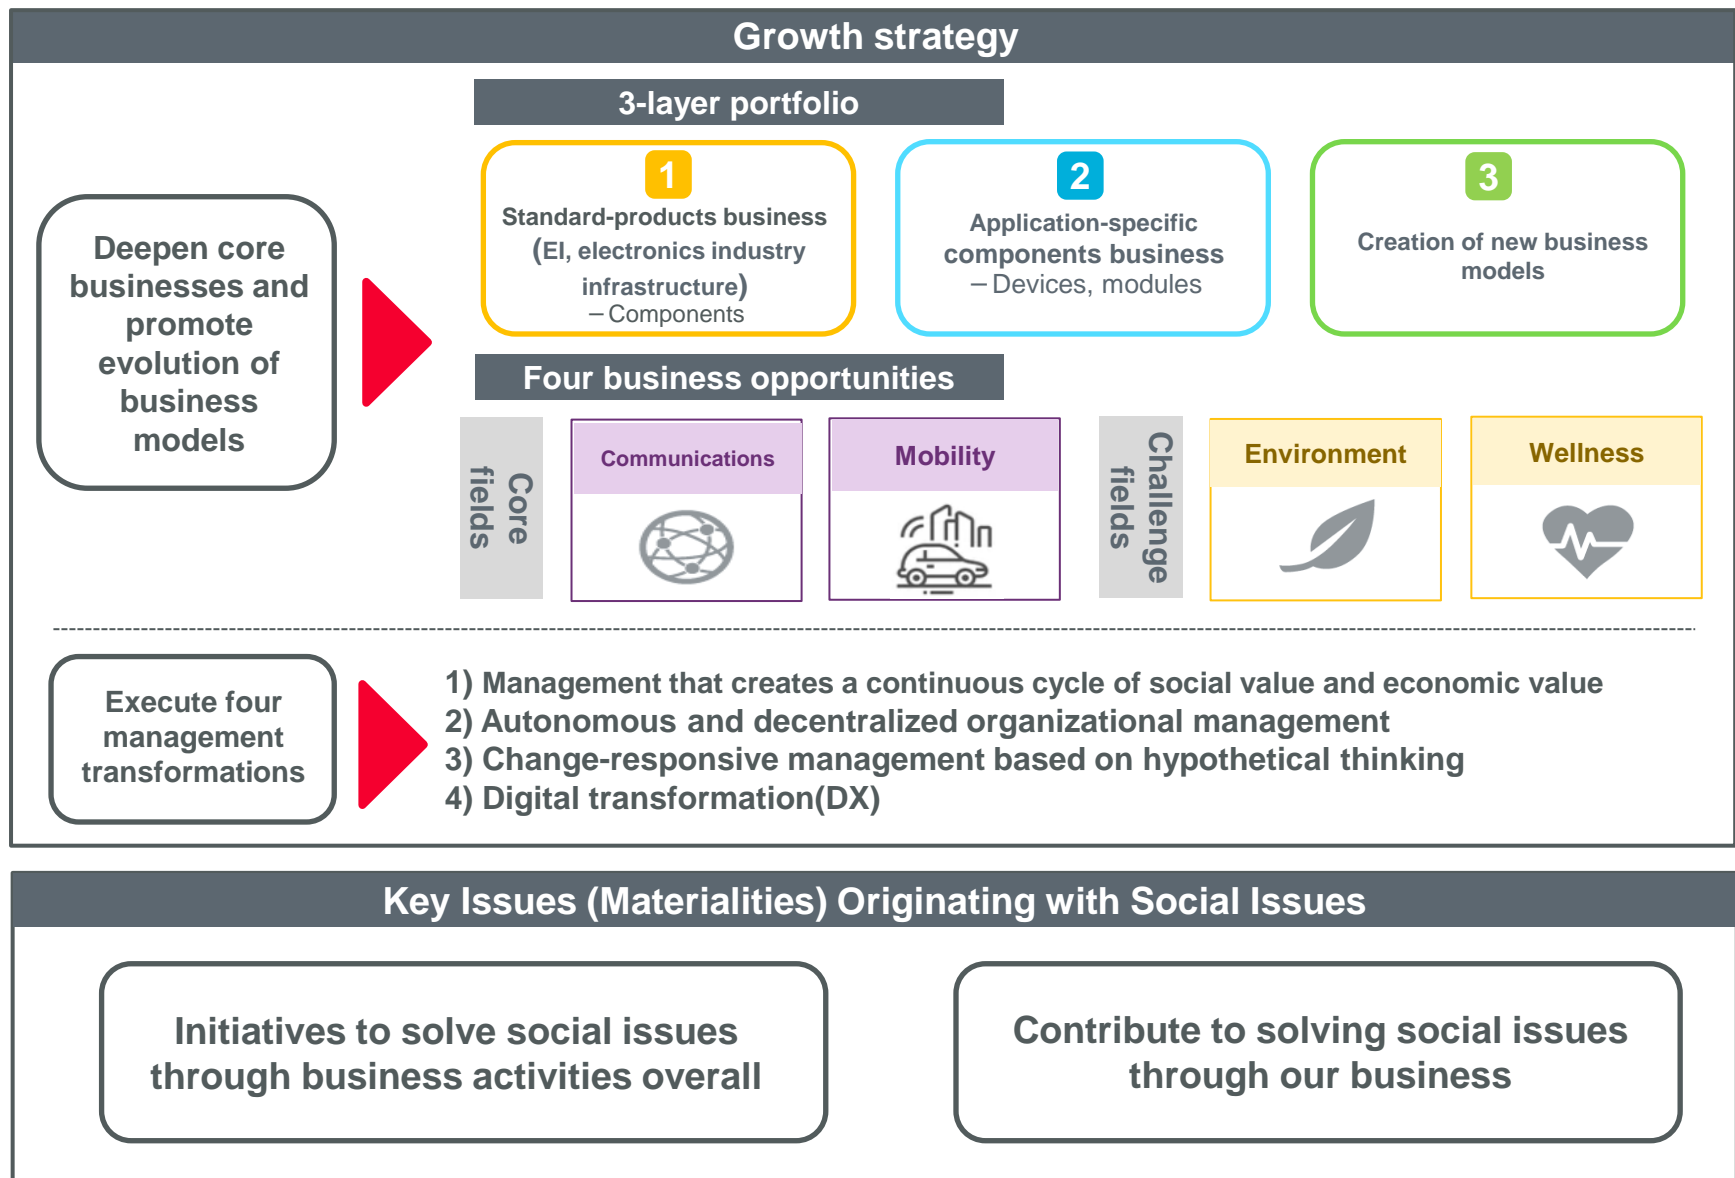 Growth strategy
3-layer portfolio
Deepen core
businesses and
promote
evolution of
business
models
1
Standard-products business
(EI, electronics industry
infrastructure)
– Components
2
Application-specific
components business
– Devices, modules
3
Creation of new business
models
Four business opportunities
Core
fields
Communications
Mobility
Challenge
fields
Environment
Wellness
Execute four
management
transformations
1) Management that creates a continuous cycle of social value and economic value
2) Autonomous and decentralized organizational management
3) Change-responsive management based on hypothetical thinking
4) Digital transformation(DX)
Key Issues (Materialities) Originating with Social Issues
Initiatives to solve social issues
through business activities overall
Contribute to solving social issues
through our business